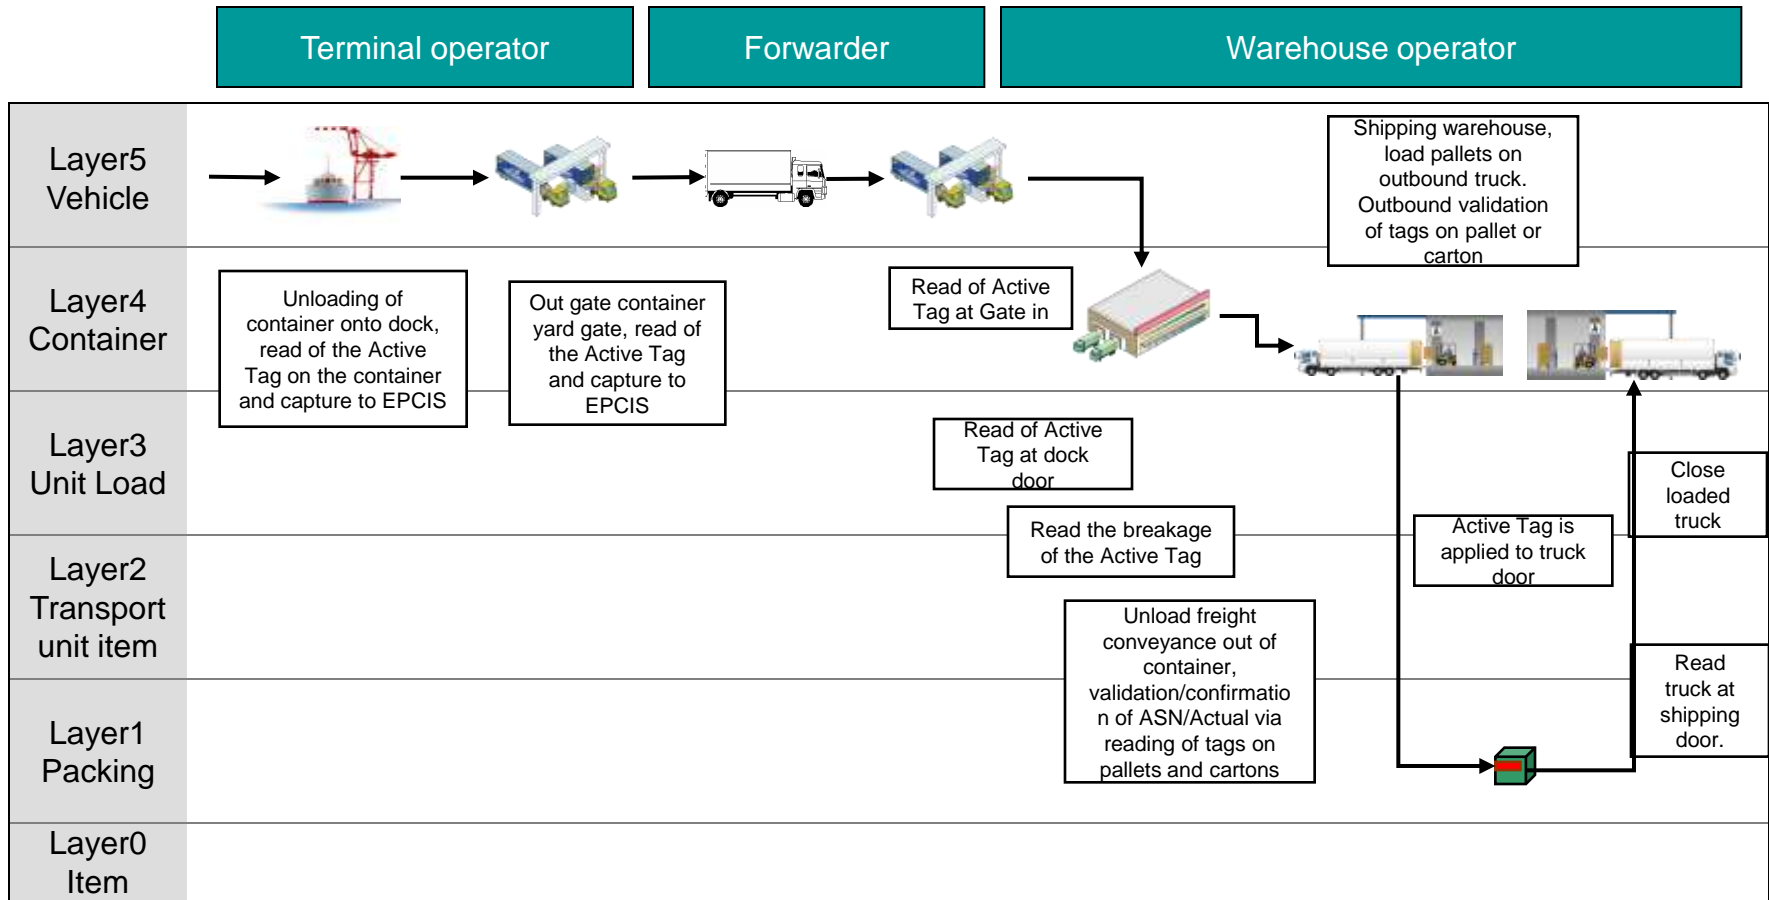 Terminal operator
Forwarder
Warehouse operator
Layer5
Vehicle
Shipping warehouse,
load pallets on
outbound truck.
Outbound validation
of tags on pallet or
carton
Layer4
Container
Unloading of
container onto dock,
read of the Active
Tag on the container
and capture to EPCIS
Out gate container
yard gate, read of
the Active Tag
and capture to
EPCIS
Read of Active
Tag at Gate in
Layer3
Unit Load
Read of Active
Tag at dock
door
Close
loaded
truck
Read the breakage
of the Active Tag
Active Tag is
applied to truck
door
Layer2
Transport
unit item
Unload freight
conveyance out of
container,
validation/confirmatio
n of ASN/Actual via
reading of tags on
pallets and cartons
Read
truck at
shipping
door.
Layer1
Packing
Layer0
Item